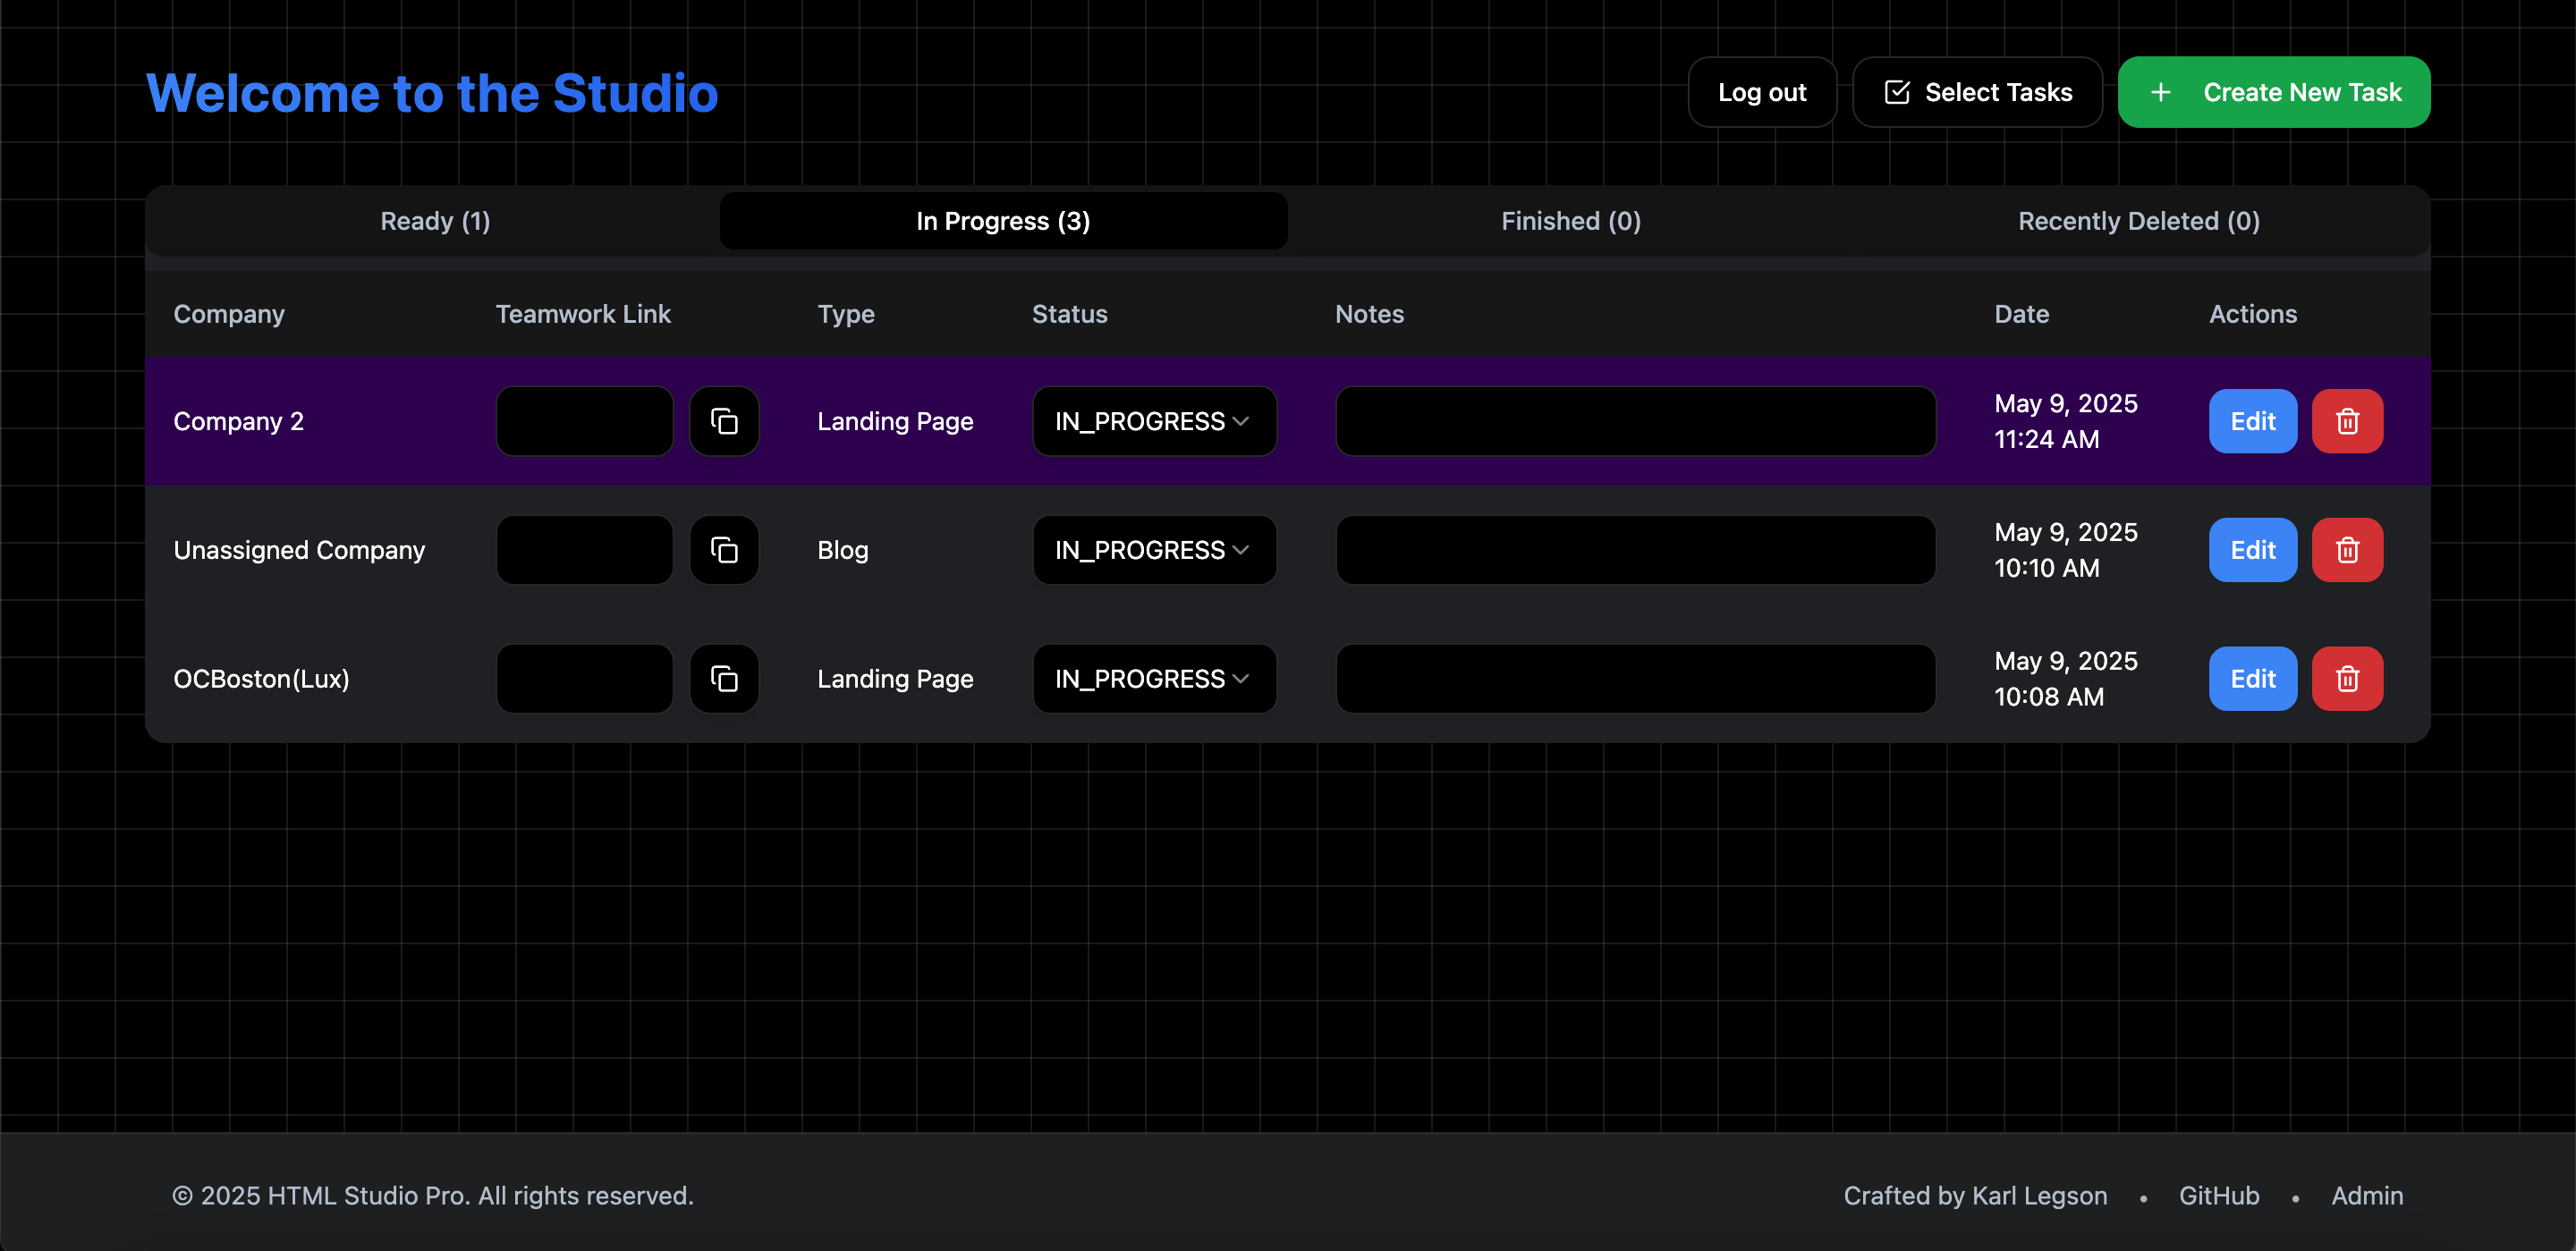 Welcome to the Studio
Log out
Select Tasks
Create New Task
Ready (1)
In Progress (3)
Finished (0)
Recently Deleted (0)
Company
Teamwork Link
Type
Status
Notes
Date
Actions
Company 2
Landing Page
IN_PROGRESS
May 9, 2025
11:24 AM
Edit
Unassigned Company
Blog
IN_PROGRESS
May 9, 2025
10:10 AM
Edit
OCBoston(Lux)
Landing Page
IN_PROGRESS
May 9, 2025
10:08 AM
Edit
© 2025 HTML Studio Pro. All rights reserved.
Crafted by Karl Legson • GitHub • Admin